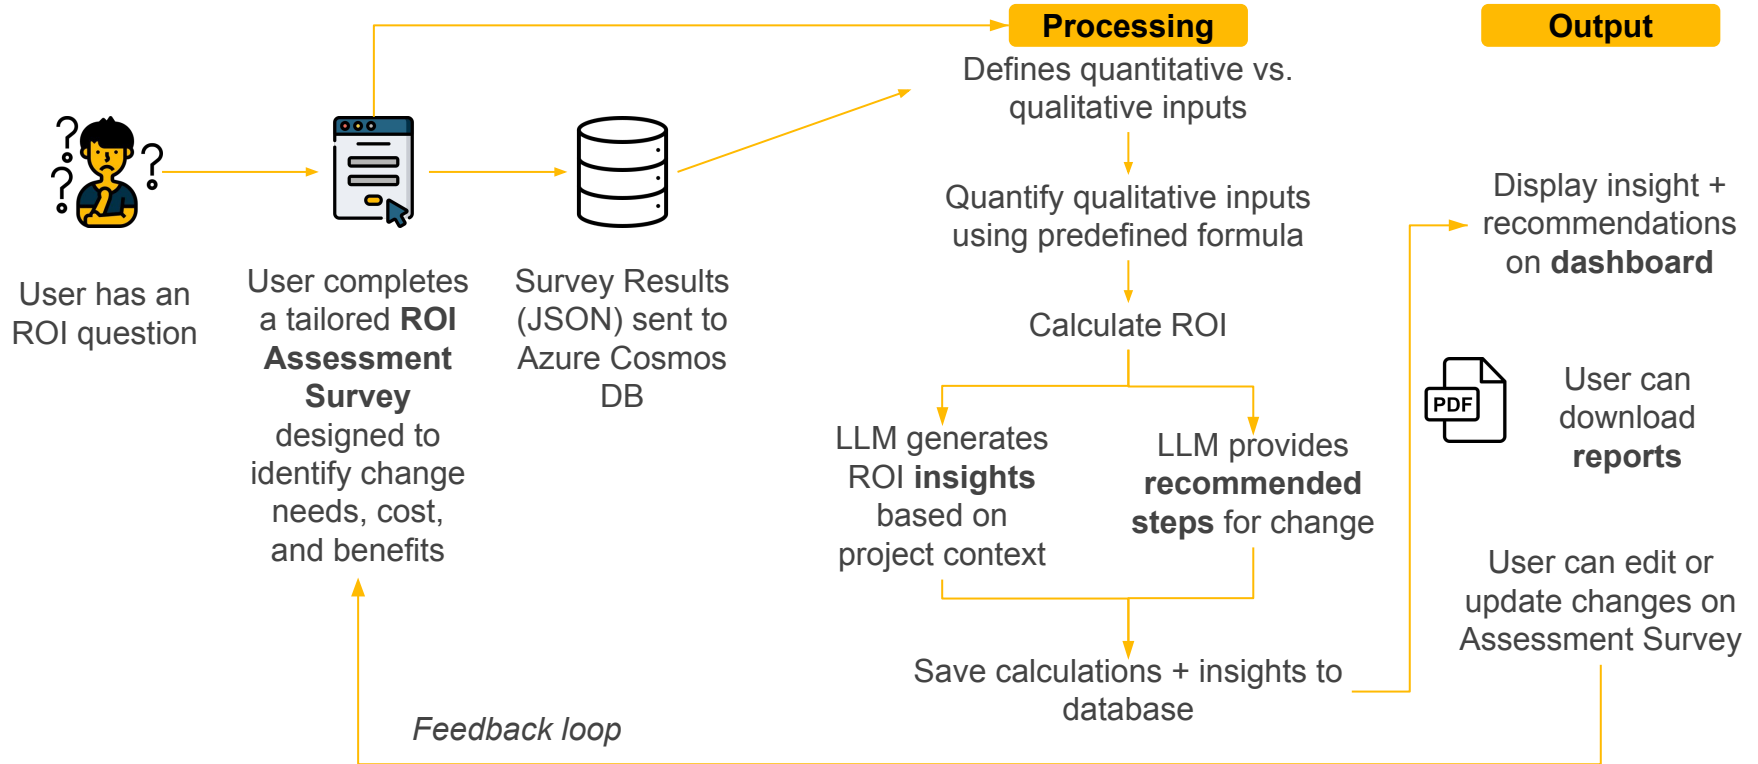 User has an
ROI question
User completes
a tailored ROI
Assessment
Survey
designed to
identify change
needs, cost,
and benefits
Survey Results
(JSON) sent to
Azure Cosmos
DB
Processing
Defines quantitative vs.
qualitative inputs
Quantify qualitative inputs
using predefined formula
Calculate ROI
LLM generates
ROI insights
based on
project context
LLM provides
recommended
steps for change
Save calculations + insights to
database
Output
Display insight +
recommendations
on dashboard
PDF
User can
download
reports
User can edit or
update changes on
Assessment Survey
Feedback loop